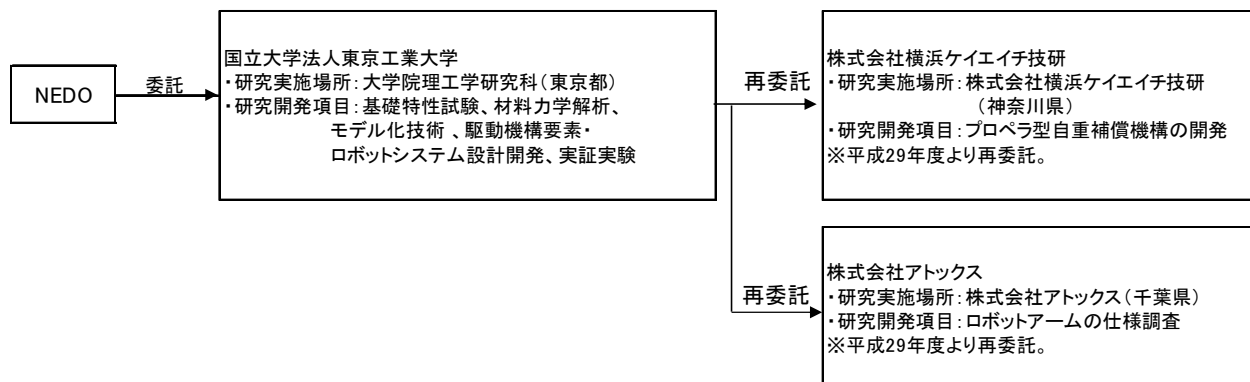 NEDO
委託
国立大学法人東京工業大学
・研究実施場所：大学院理工学研究科（東京都）
・研究開発項目：基礎特性試験、材料力学解析、
モデル化技術 、駆動機構要素・
ロボットシステム設計開発、実証実験
再委託
株式会社横浜ケイエイチ技研
・研究実施場所：株式会社横浜ケイエイチ技研
（神奈川県）
・研究開発項目：プロペラ型自重補償機構の開発
※平成29年度より再委託。
再委託
株式会社アトックス
・研究実施場所：株式会社アトックス（千葉県）
・研究開発項目：ロボットアームの仕様調査
※平成29年度より再委託。